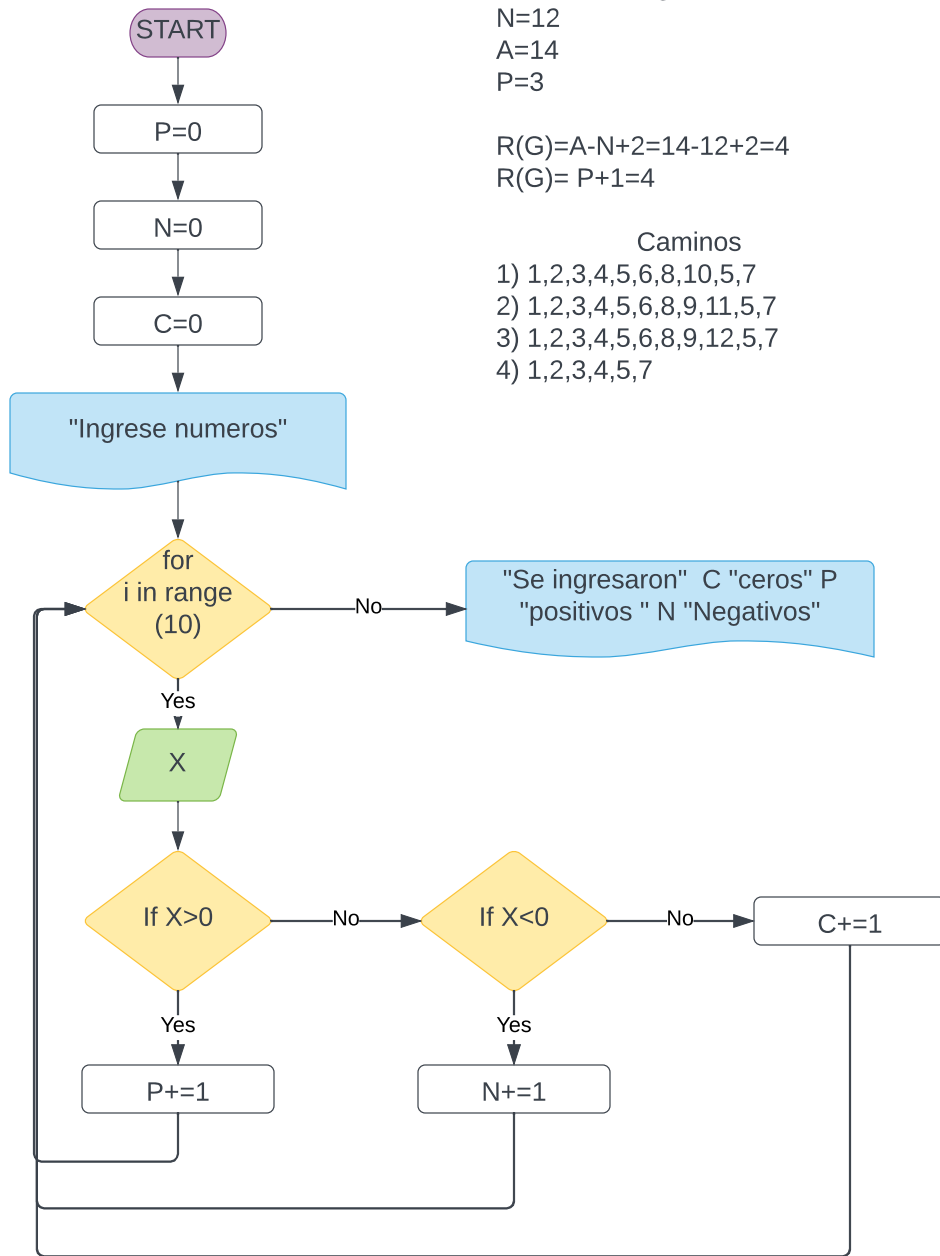 START
P=0
N=0
C=0
"Ingrese numeros"
for
i in range
(10)
No
"Se ingresaron"  C "ceros" P
"positivos " N "Negativos"
Yes
X
If X>0
No
If X<0
No
C+=1
Yes
Yes
P+=1
N+=1
N=12
A=14
P=3
R(G)=A-N+2=14-12+2=4
R(G)= P+1=4
Caminos
1) 1,2,3,4,5,6,8,10,5,7
2) 1,2,3,4,5,6,8,9,11,5,7
3) 1,2,3,4,5,6,8,9,12,5,7
4) 1,2,3,4,5,7